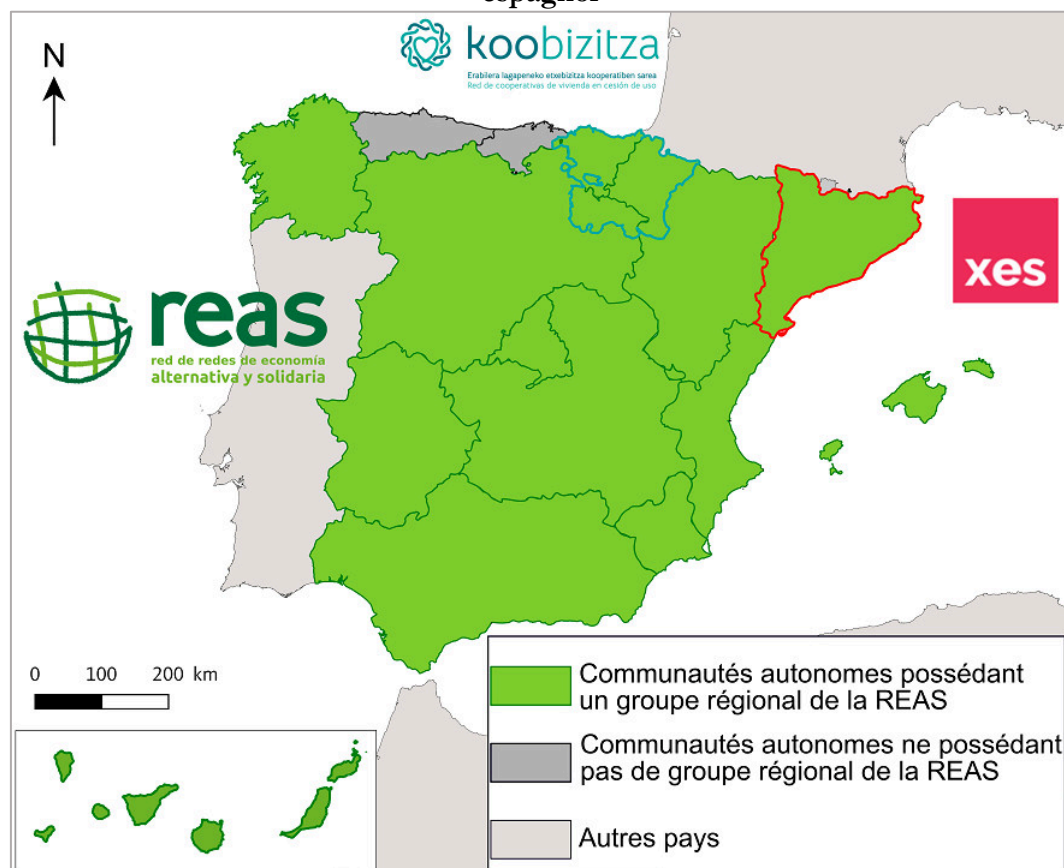 espagnol
koobizitza
Erabilera lagapeneko etxebizitza kooperatiben sarea
Red de cooperativas de vivienda en cesión de uso
N
xes
reas
red de redes de economía
alternativa y solidaria
0 100 200 km
Communautés autonomes possédant
un groupe régional de la REAS
Communautés autonomes ne possédant
pas de groupe régional de la REAS
Autres pays